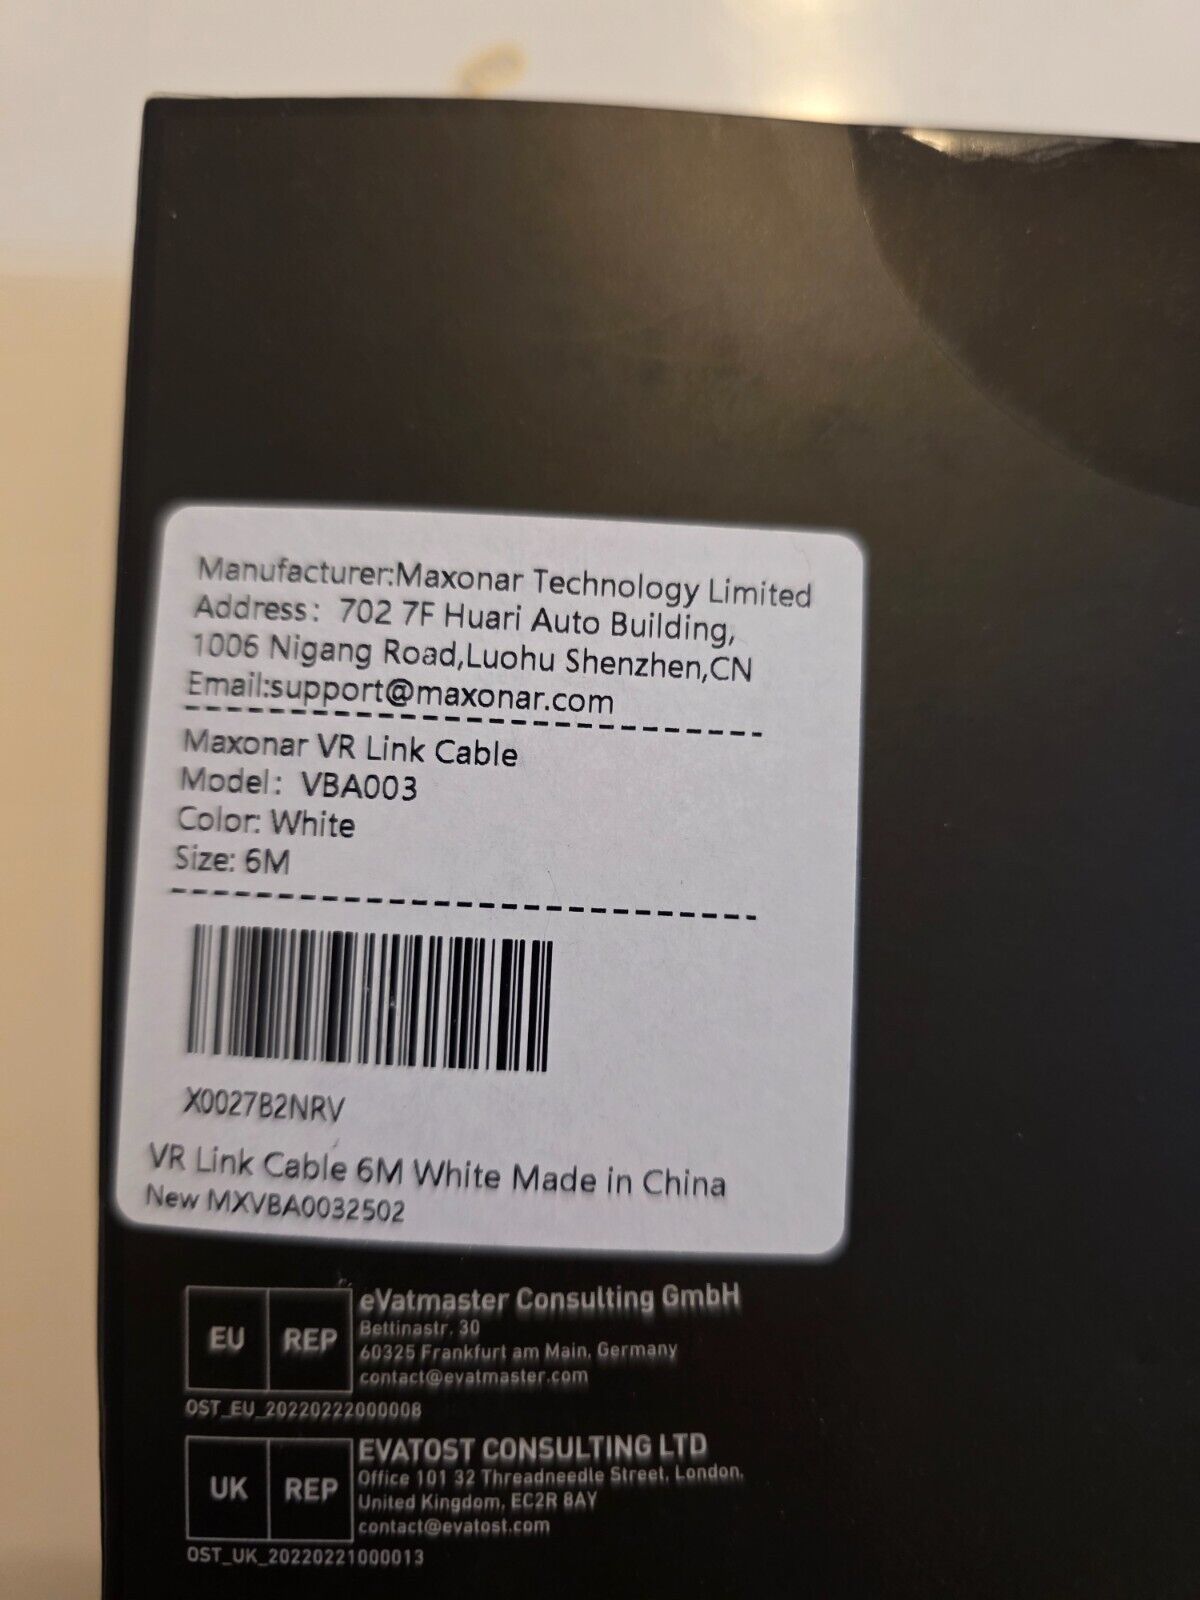 Manufacturer:Maxonar Technology Limited
Address: 702 7F Huari Auto Building,
1006 Nigang Road,Luohu Shenzhen,CN
Email:support@maxonar.com
Maxonar VR Link Cable
Model: VBA003
Color: White
Size: 6M
X0027B2NRV
VR Link Cable 6M White Made in China
New MXVBA0032502
EU REP
eVatmaster Consulting GmbH
Bettinastr. 30
60325 Frankfurt am Main, Germany
contact@evatmaster.com
OST_EU_20220222000008
UK REP
EVATOST CONSULTING LTD
Office 101 32 Threadneedle Street, London,
United Kingdom, EC2R 8AY
contact@evatost.com
OST_UK_20220221000013